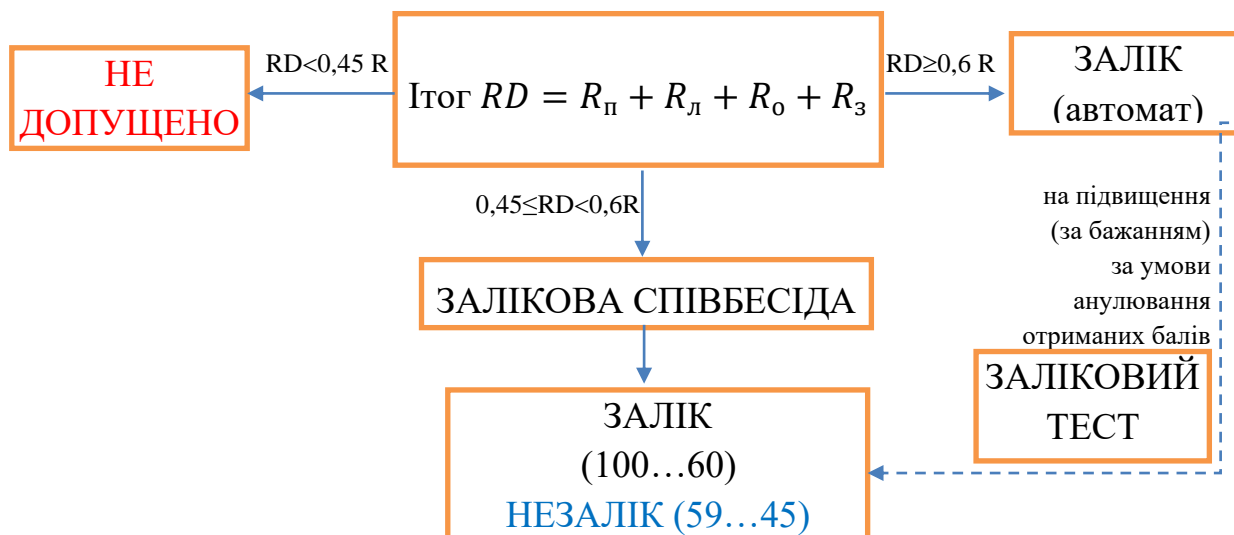 НЕ
ДОПУЩЕНО
RD<0,45 R
Ітог RD = Rп + Rл + Rо + Rз
RD≥0,6 R
ЗАЛІК
(автомат)
0,45≤RD<0,6R
на підвищення
(за бажанням)
за умови
анулювання
отриманих балів
ЗАЛІКОВА СПІВБЕСІДА
ЗАЛІКОВИЙ
ТЕСТ
ЗАЛІК
(100…60)
НЕЗАЛІК (59…45)